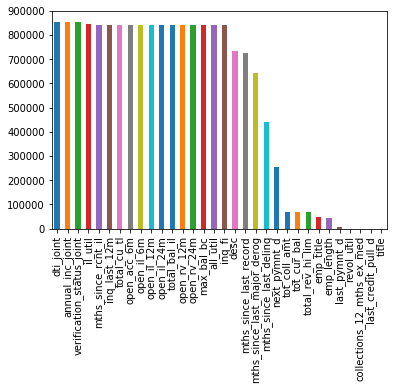 900000
800000
700000
600000
500000
400000
300000
200000
100000
0
dti_joint
annual_inc_joint
verification_status_joint
il_util
mths_since_rcnt_il
inq_last_12m
total_cu_tl
open_acc_6m
open_il_6m
open_il_12m
open_il_24m
total_bal_il
open_rv_12m
open_rv_24m
max_bal_bc
all_util
inq_fi
desc
mths_since_last_record
mths_since_last_major_derog
mths_since_last_delinq
next_pymnt_d
tot_coll_amt
tot_cur_bal
total_rev_hi_lim
emp_title
emp_length
last_pymnt_d
revol_util
collections_12_mths_ex_med
last_credit_pull_d
title